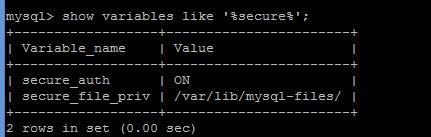 mysql> show variables like '%secure%';
+------------------+-----------------------+
| Variable_name    | Value                 |
+------------------+-----------------------+
| secure_auth      | ON                    |
| secure_file_priv | /var/lib/mysql-files/ |
+------------------+-----------------------+
2 rows in set (0.00 sec)